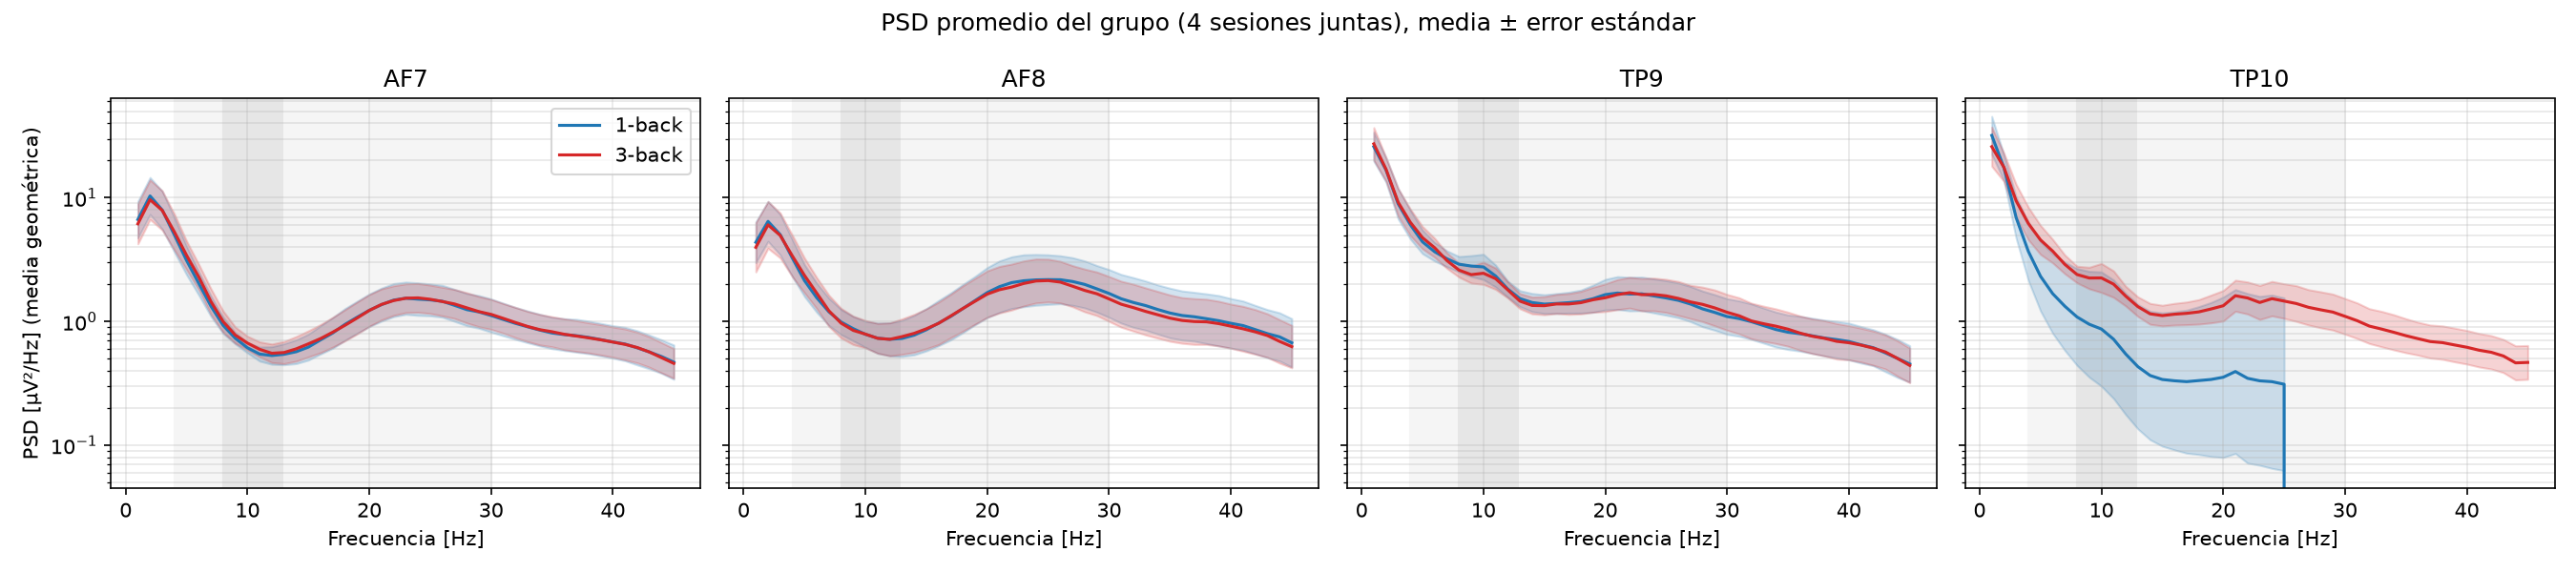 PSD promedio del grupo (4 sesiones juntas), media ± error estándar
AF7
AF8
TP9
TP10
PSD [µV²/Hz] (media geométrica)
10¹
10⁰
10⁻¹
1-back
3-back
0 10 20 30 40
0 10 20 30 40
0 10 20 30 40
0 10 20 30 40
Frecuencia [Hz]
Frecuencia [Hz]
Frecuencia [Hz]
Frecuencia [Hz]